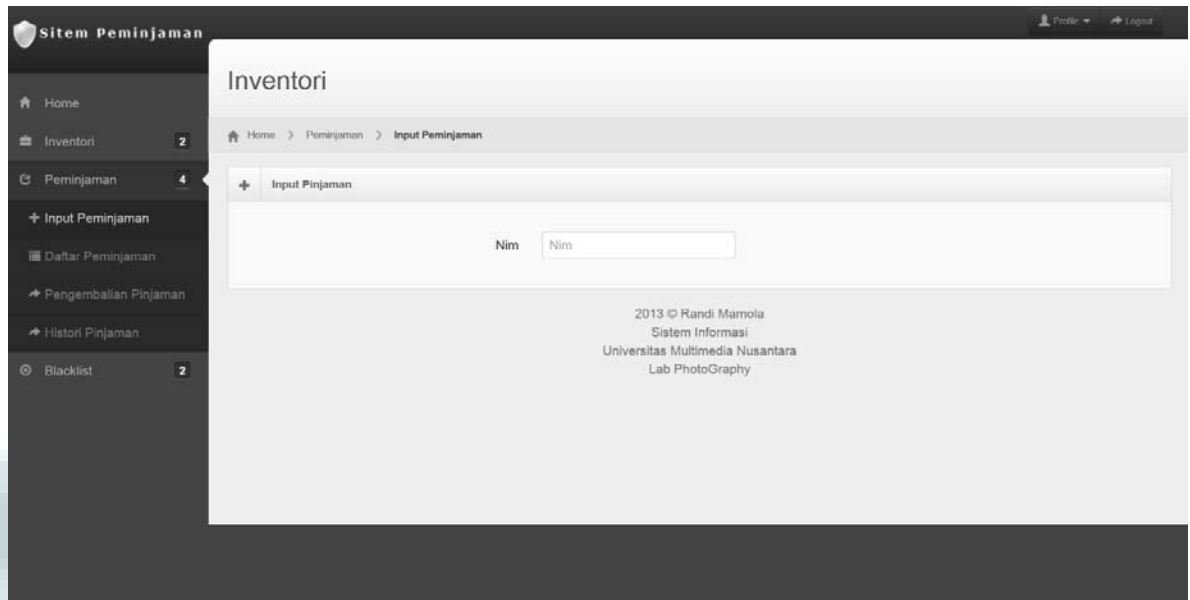 Sitem Peminjaman
Profile
Logout
Home
Inventori 2
Peminjaman 4
Input Peminjaman
Daftar Peminjaman
Pengembalian Pinjaman
Histori Pinjaman
Blacklist 2
Inventori
Home > Peminjaman > Input Peminjaman
Input Pinjaman
Nim Nim
2013 © Randi Mamola
Sistem Informasi
Universitas Multimedia Nusantara
Lab PhotoGraphy